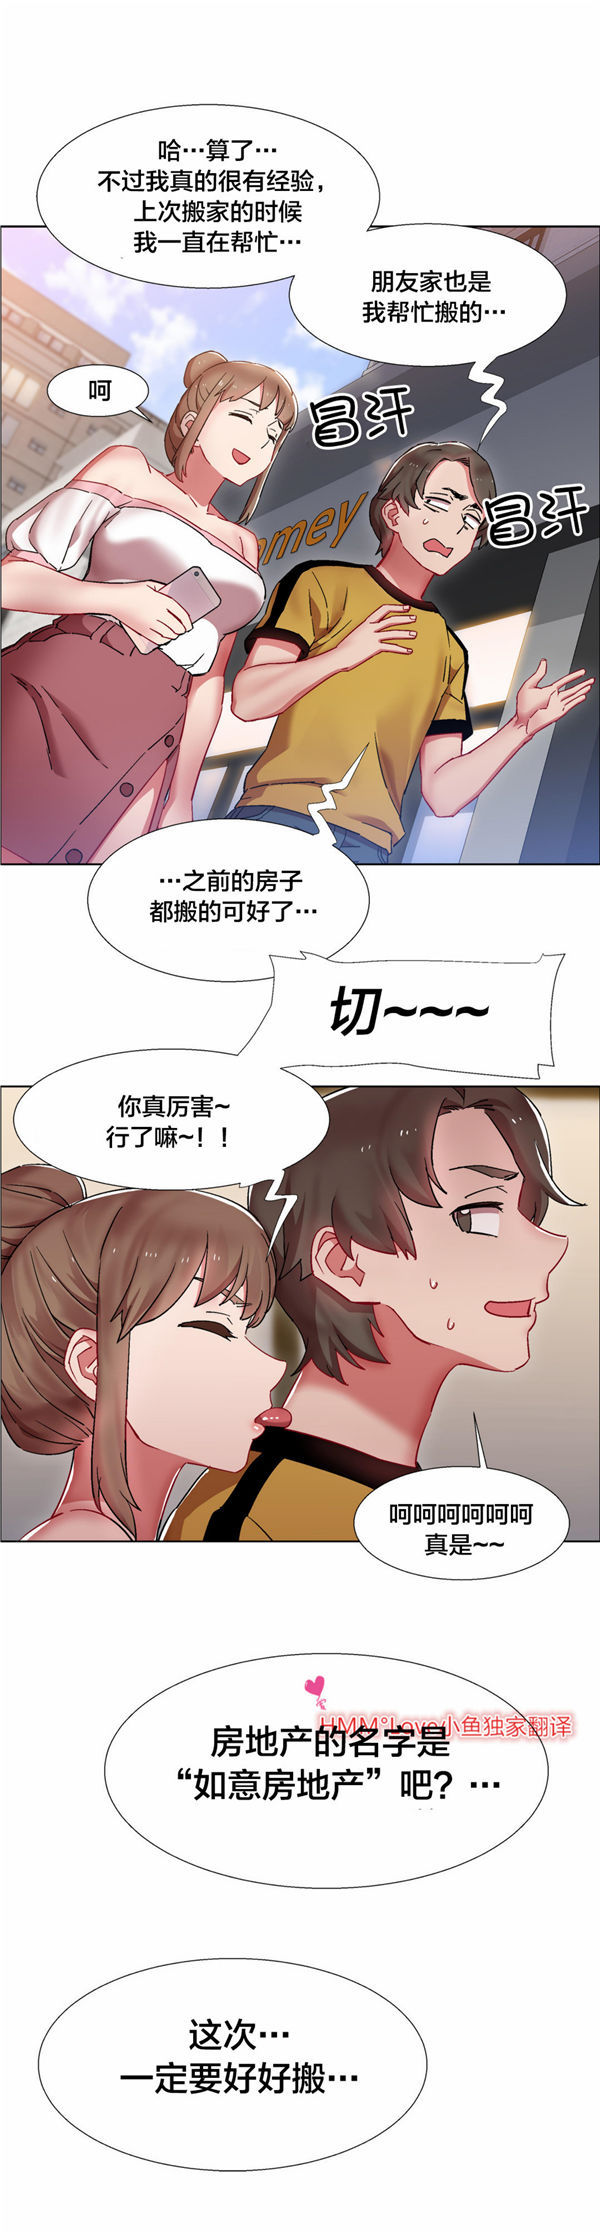 哈…算了…
不过我真的很有经验，
上次搬家的时候
我一直在帮忙…
朋友家也是
我帮忙搬的…
呵
冒汗
冒汗
omey
…之前的房子
都搬的可好了…
切~~~
你真厉害~
行了嘛~！！
呵呵呵呵呵呵
真是~~
HMM°Love小鱼独家翻译
房地产的名字是
“如意房地产”吧？…
这次…
一定要好好搬…